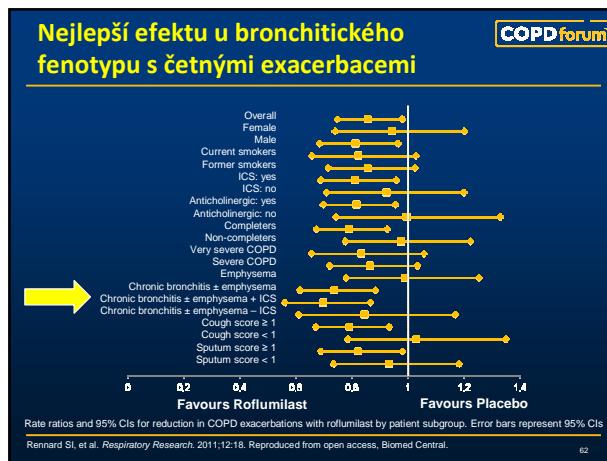 Nejlepší efektu u bronchitického
fenotypu s četnými exacerbacemi
COPDforum
Overall
Female
Male
Current smokers
Former smokers
ICS: yes
ICS: no
Anticholinergic: yes
Anticholinergic: no
Completers
Non-completers
Very severe COPD
Severe COPD
Emphysema
Chronic bronchitis ± emphysema
Chronic bronchitis ± emphysema + ICS
Chronic bronchitis ± emphysema – ICS
Cough score ≥ 1
Cough score < 1
Sputum score ≥ 1
Sputum score < 1
0 0,2 0,4 0,6 0,8 1 1,2 1,4
Favours Roflumilast Favours Placebo
Rate ratios and 95% CIs for reduction in COPD exacerbations with roflumilast by patient subgroup. Error bars represent 95% CIs
Rennard SI, et al. Respiratory Research. 2011;12:18. Reproduced from open access, Biomed Central.
62